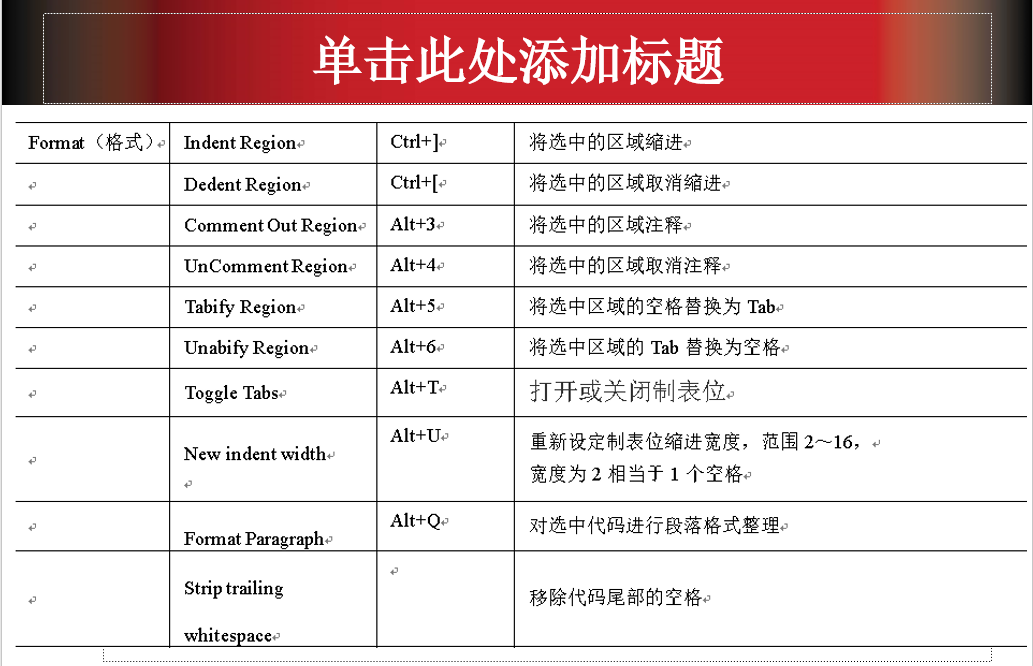 单击此处添加标题
Format（格式） Indent Region Ctrl+] 将选中的区域缩进
Dedent Region Ctrl+[ 将选中的区域取消缩进
Comment Out Region Alt+3 将选中的区域注释
UnComment Region Alt+4 将选中的区域取消注释
Tabify Region Alt+5 将选中区域的空格替换为 Tab
Unabify Region Alt+6 将选中区域的 Tab 替换为空格
Toggle Tabs Alt+T 打开或关闭制表位
New indent width Alt+U 重新设定制表位缩进宽度，范围 2～16，
宽度为 2 相当于 1 个空格
Format Paragraph Alt+Q 对选中代码进行段落格式整理
Strip trailing
whitespace 移除代码尾部的空格